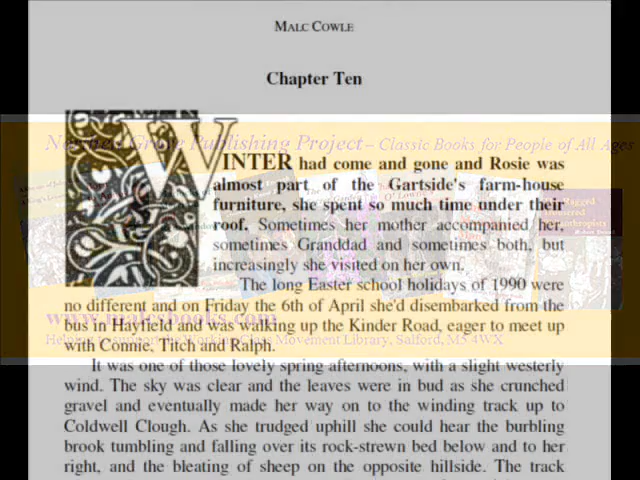 MALC COWLE
Chapter Ten
WINTER had come and gone and Rosie was
almost part of the Gartside's farm-house
furniture, she spent so much time under their
roof. Sometimes her mother accompanied her,
sometimes Granddad and sometimes both, but
increasingly she visited on her own.
The long Easter school holidays of 1990 were
no different and on Friday the 6th of April she'd disembarked from the
bus in Hayfield and was walking up the Kinder Road, eager to meet up
with Connie, Titch and Ralph.
It was one of those lovely spring afternoons, with a slight westerly
wind. The sky was clear and the leaves were in bud as she crunched
gravel and eventually made her way on to the winding track up to
Coldwell Clough. As she trudged uphill she could hear the burbling
brook tumbling and falling over its rock-strewn bed below and to her
right, and the bleating of sheep on the opposite hillside. The track
Publishing Project – Classic Books for People of All Ages
www.malcsbooks.com
Class Movement Library, Salford, M5 4WX